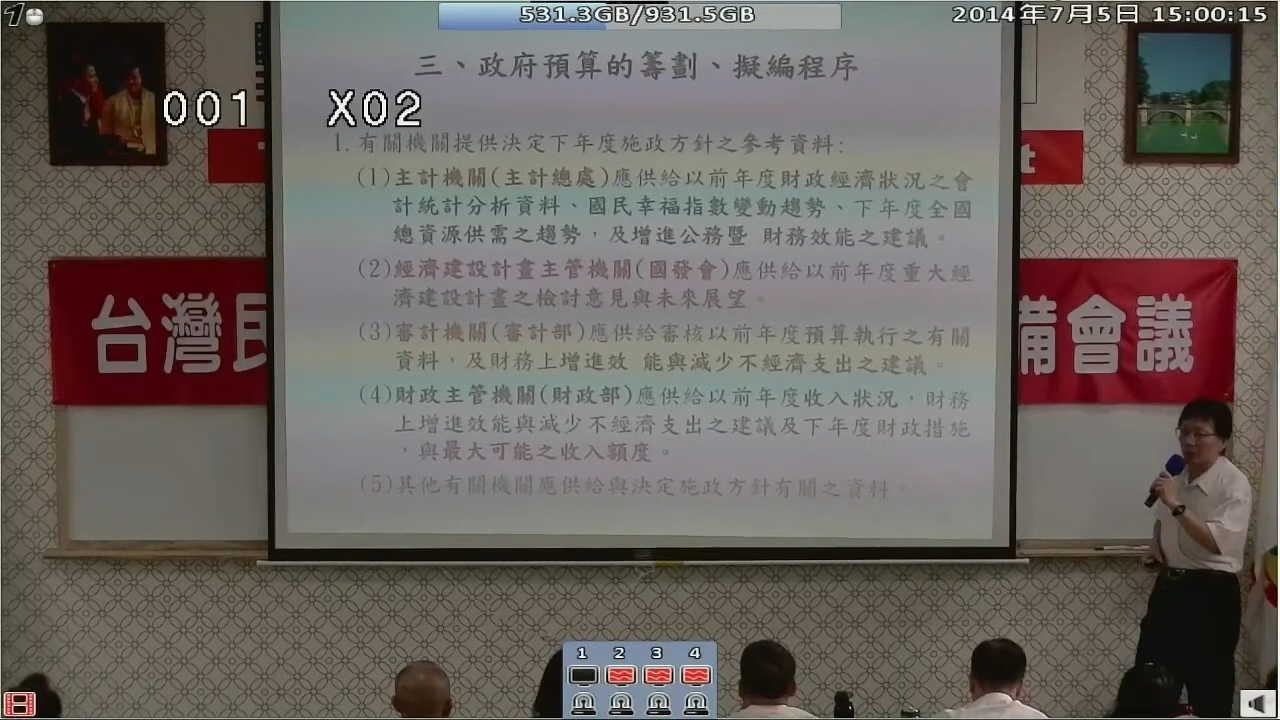 531.3GB/931.5GB
2014年7月5日 15:00:15
001 X02
三、政府預算的籌劃、擬編程序
1.有關機關提供決定下年度施政方針之參考資料:
(1)主計機關(主計總處)應供給以前年度財政經濟狀況之會
計統計分析資料、國民幸福指數變動趨勢、下年度全國
總資源供需之趨勢，及增進公務暨 財務效能之建議。
(2)經濟建設計畫主管機關(國發會)應供給以前年度重大經
濟建設計畫之檢討意見與未來展望。
(3)審計機關(審計部)應供給審核以前年度預算執行之有關
資料，及財務上增進效 能與減少不經濟支出之建議。
(4)財政主管機關(財政部)應供給以前年度收入狀況，財務
上增進效能與減少不經濟支出之建議及下年度財政措施
，與最大可能之收入額度。
(5)其他有關機關應供給與決定施政方針有關之資料。
t
台灣民
備會議
1 2 3 4